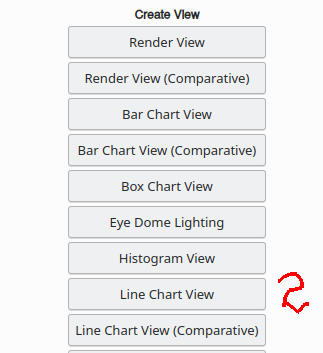 Create View
Render View
Render View (Comparative)
Bar Chart View
Bar Chart View (Comparative)
Box Chart View
Eye Dome Lighting
Histogram View
Line Chart View
Line Chart View (Comparative)
2